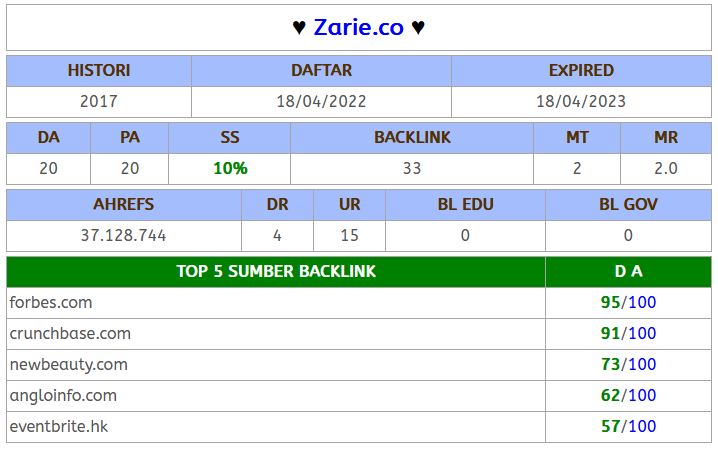 ♥ Zarie.co ♥
HISTORI DAFTAR EXPIRED
2017 18/04/2022 18/04/2023
DA PA SS BACKLINK MT MR
20 20 10% 33 2 2.0
AHREFS DR UR BL EDU BL GOV
37.128.744 4 15 0 0
TOP 5 SUMBER BACKLINK D A
forbes.com 95/100
crunchbase.com 91/100
newbeauty.com 73/100
angloinfo.com 62/100
eventbrite.hk 57/100